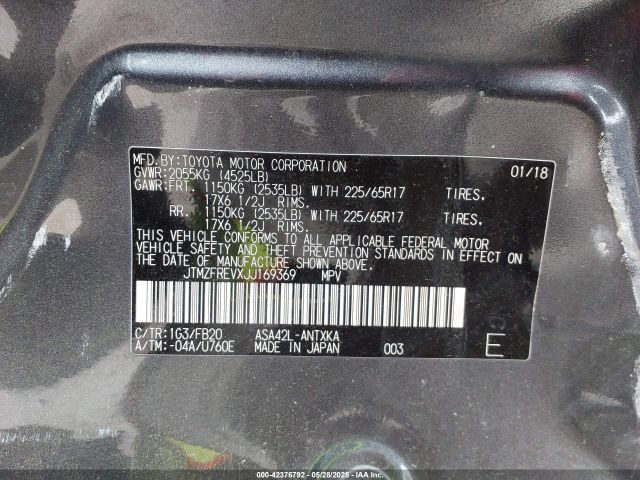 MFD. BY: TOYOTA MOTOR CORPORATION 01/18
GVWR: 2055KG (4525LB)
GAWR: FRT. 1150KG (2535LB) WITH 225/65R17 TIRES.
17X6 1/2J RIMS.
RR. 1150KG (2535LB) WITH 225/65R17 TIRES.
17X6 1/2J RIMS.
THIS VEHICLE CONFORMS TO ALL APPLICABLE FEDERAL MOTOR
VEHICLE SAFETY AND THEFT PREVENTION STANDARDS IN EFFECT ON
THE DATE OF MANUFACTURE SHOWN ABOVE.
JTMZFREVXJJ169369 MPV
C/TR: 1G3/FB20 ASA42L-ANTXKA
A/TM: -04A/U760E MADE IN JAPAN 003 E
000-42376792 - 05/28/2025 - IAAI.COM